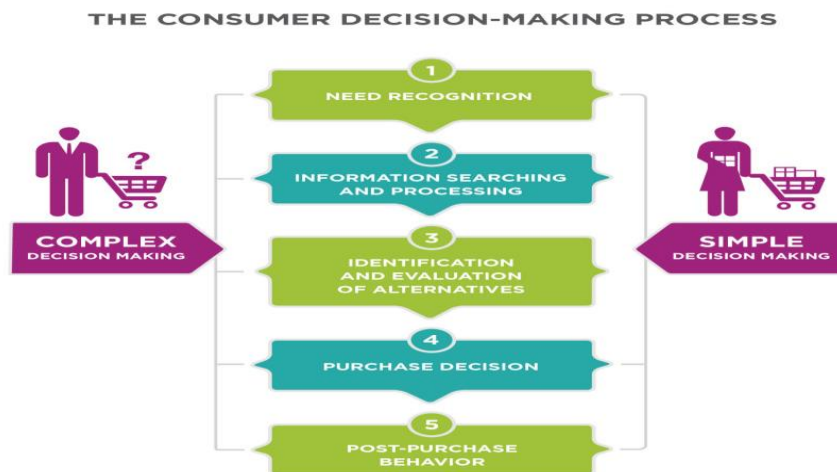 THE CONSUMER DECISION-MAKING PROCESS
1
NEED RECOGNITION
?
2
INFORMATION SEARCHING
AND PROCESSING
COMPLEX
DECISION MAKING
SIMPLE
DECISION MAKING
3
IDENTIFICATION
AND EVALUATION
OF ALTERNATIVES
4
PURCHASE DECISION
5
POST-PURCHASE
BEHAVIOR